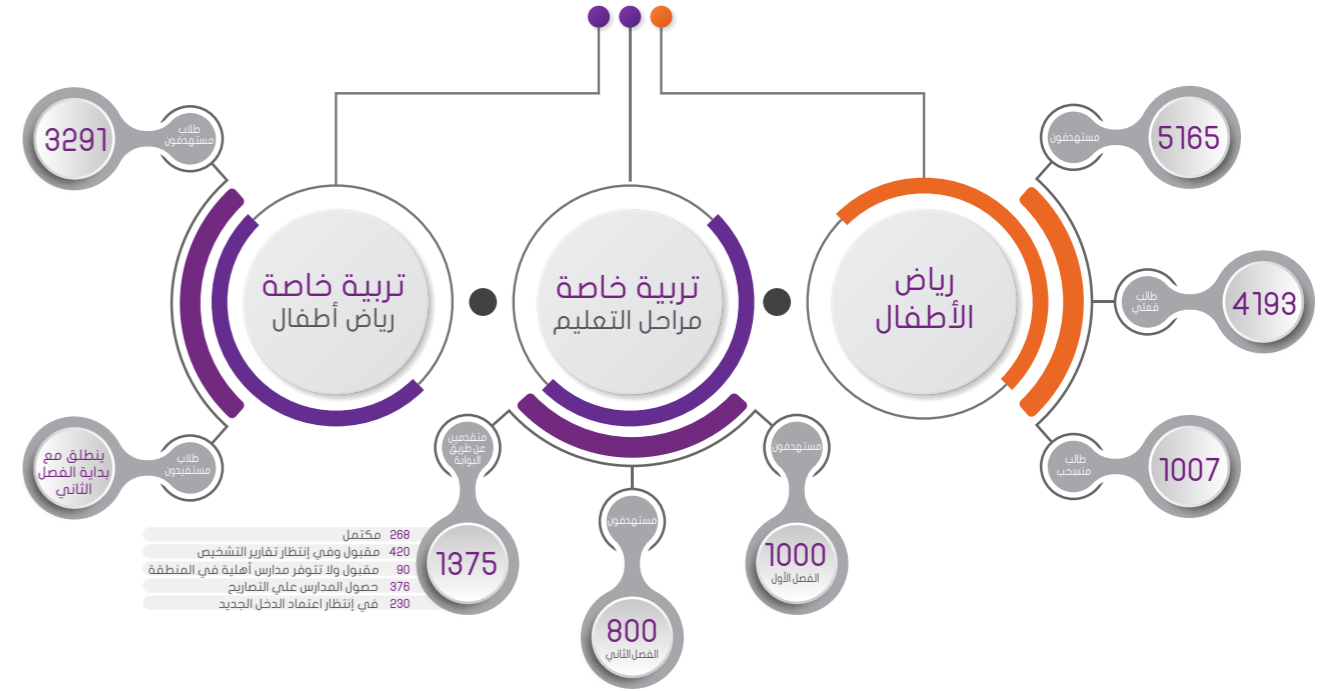 رياض
الأطفال
مستهدفون
5165
طالب
فعلي
4193
طالب
منسحب
1007
تربية خاصة
مراحل التعليم
مستهدفون
1000
الفصل الأول
مستهدفون
800
الفصل الثاني
متقدمين
عن طريق
البوابة
1375
268 مكتمل
420 مقبول وفي إنتظار تقارير التشخيص
90 مقبول ولا تتوفر مدارس أهلية في المنطقة
376 حصول المدارس علي التصاريح
230 في إنتظار اعتماد الدخل الجديد
تربية خاصة
رياض أطفال
طلاب
مستهدفون
3291
طلاب
مستفيدون
ينطلق مع
بداية الفصل
الثاني